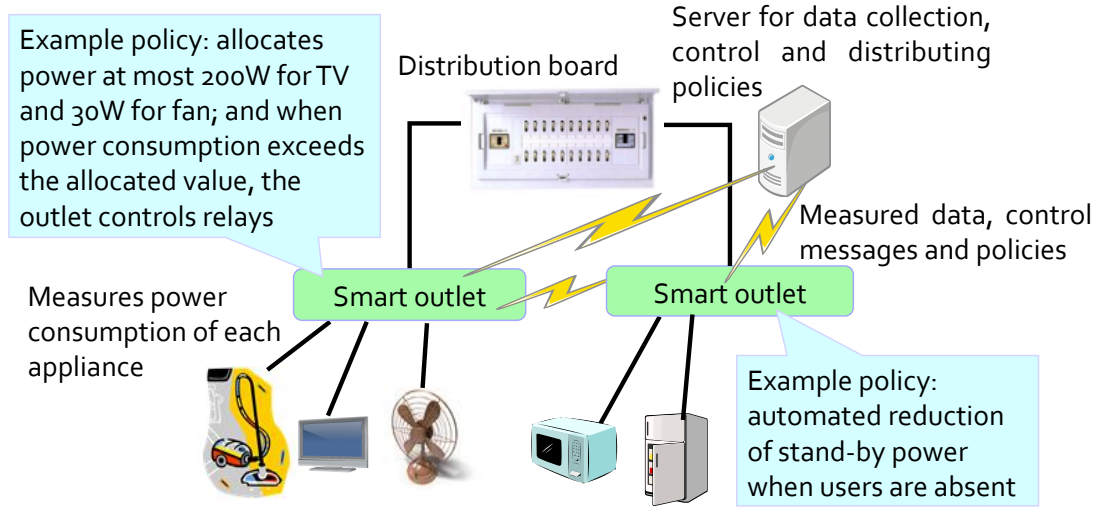 Example policy: allocates
power at most 200W for TV
and 30W for fan; and when
power consumption exceeds
the allocated value, the
outlet controls relays
Distribution board
Server for data collection,
control and distributing
policies
Measured data, control
messages and policies
Smart outlet
Smart outlet
Measures power
consumption of each
appliance
Example policy:
automated reduction
of stand-by power
when users are absent